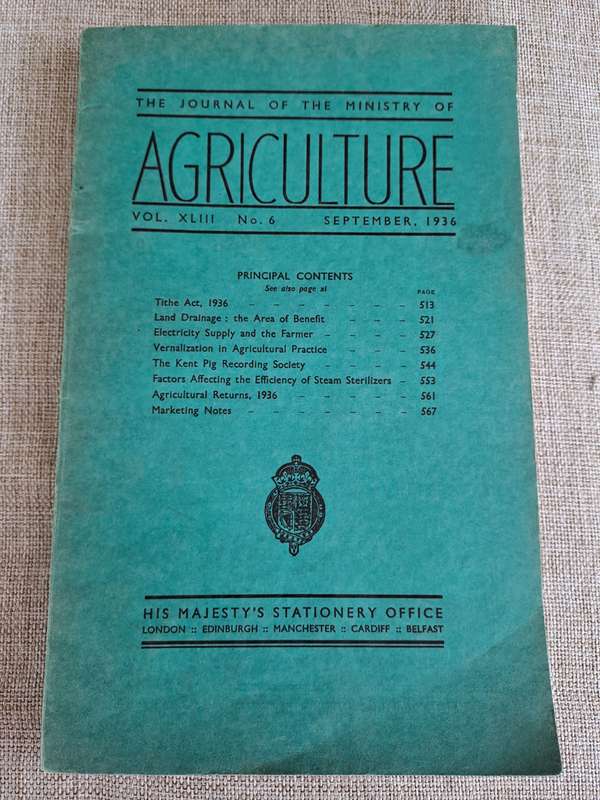 THE JOURNAL OF THE MINISTRY OF
AGRICULTURE
VOL. XLIII No. 6 SEPTEMBER, 1936
PRINCIPAL CONTENTS
See also page xi
PAGE
Tithe Act, 1936 – – – – – – – 513
Land Drainage : the Area of Benefit – – – 521
Electricity Supply and the Farmer – – – – 527
Vernalization in Agricultural Practice – – – 536
The Kent Pig Recording Society – – – – 544
Factors Affecting the Efficiency of Steam Sterilizers – 553
Agricultural Returns, 1936 – – – – – 561
Marketing Notes – – – – – – – 567
HIS MAJESTY'S STATIONERY OFFICE
LONDON :: EDINBURGH :: MANCHESTER :: CARDIFF :: BELFAST